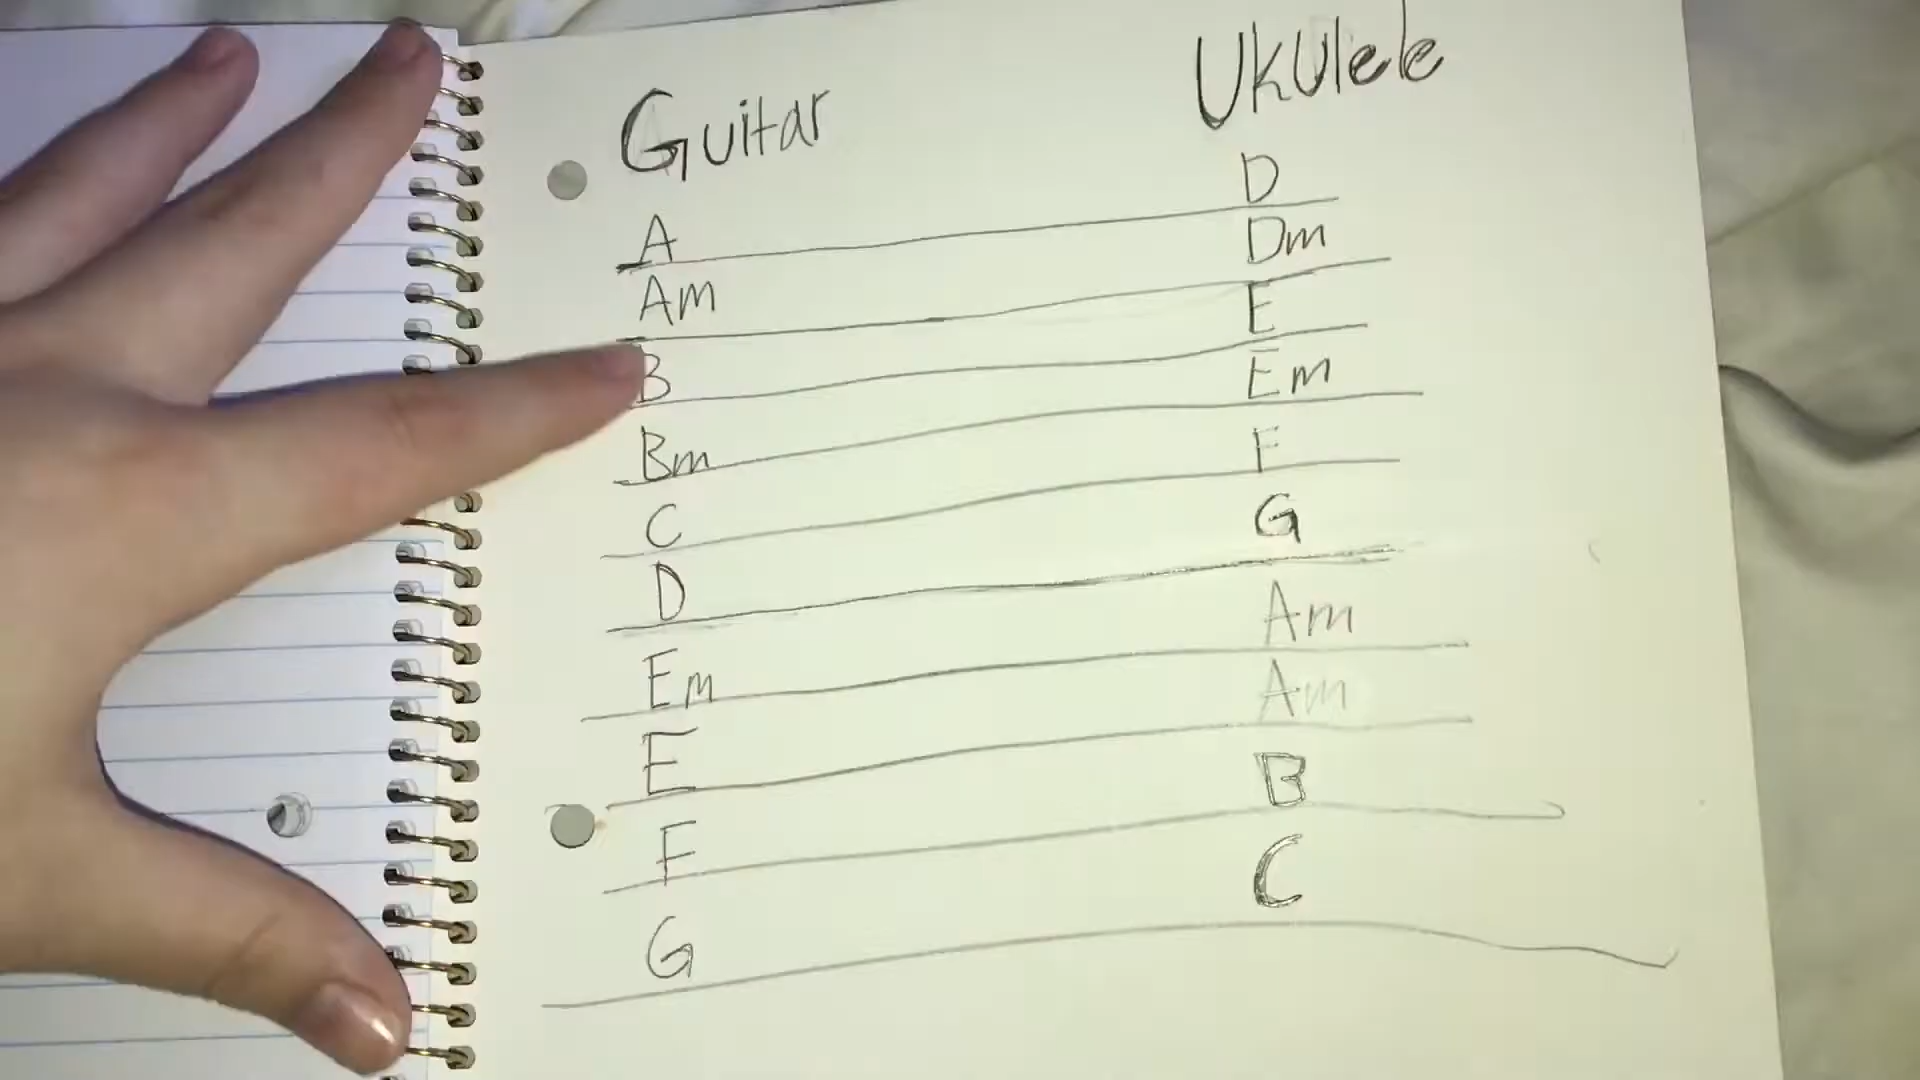 Guitar Ukulele
A D
Am Dm
B E
Bm Em
C F
D G
Em Am
E Am
F B
G C